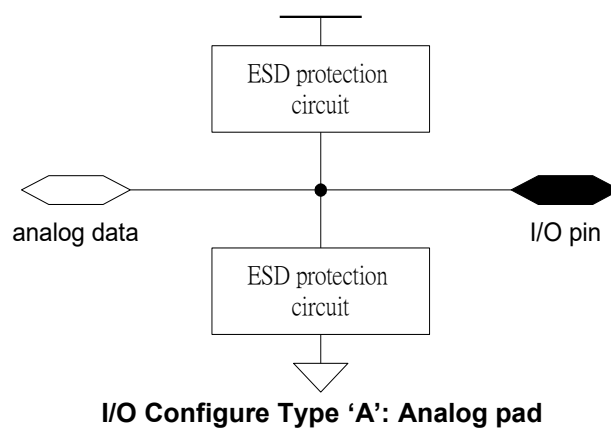 ESD protection
circuit
analog data
I/O pin
ESD protection
circuit
I/O Configure Type ‘A’: Analog pad